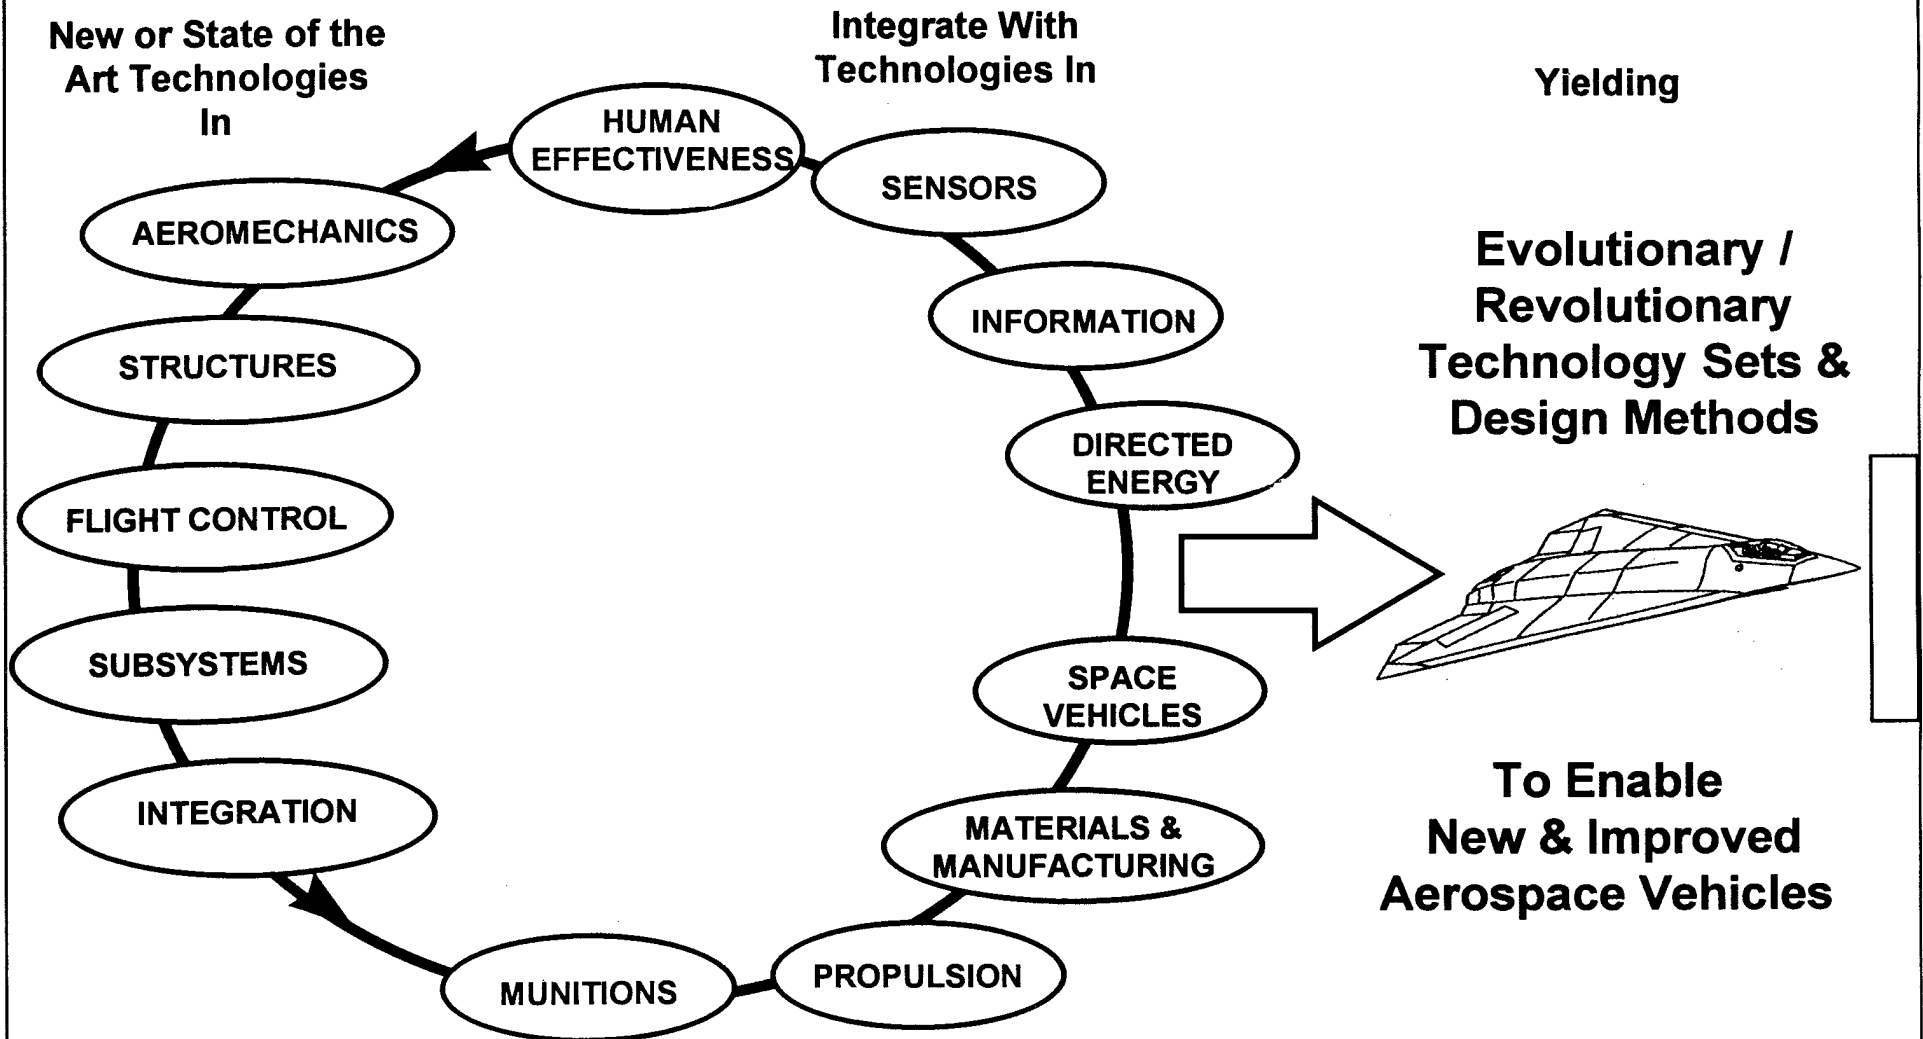 New or State of the
Art Technologies
In
Integrate With
Technologies In
Yielding
HUMAN
EFFECTIVENESS
SENSORS
AEROMECHANICS
INFORMATION
STRUCTURES
DIRECTED
ENERGY
FLIGHT CONTROL
SUBSYSTEMS
SPACE
VEHICLES
INTEGRATION
MATERIALS &
MANUFACTURING
MUNITIONS
PROPULSION
Evolutionary /
Revolutionary
Technology Sets &
Design Methods
To Enable
New & Improved
Aerospace Vehicles